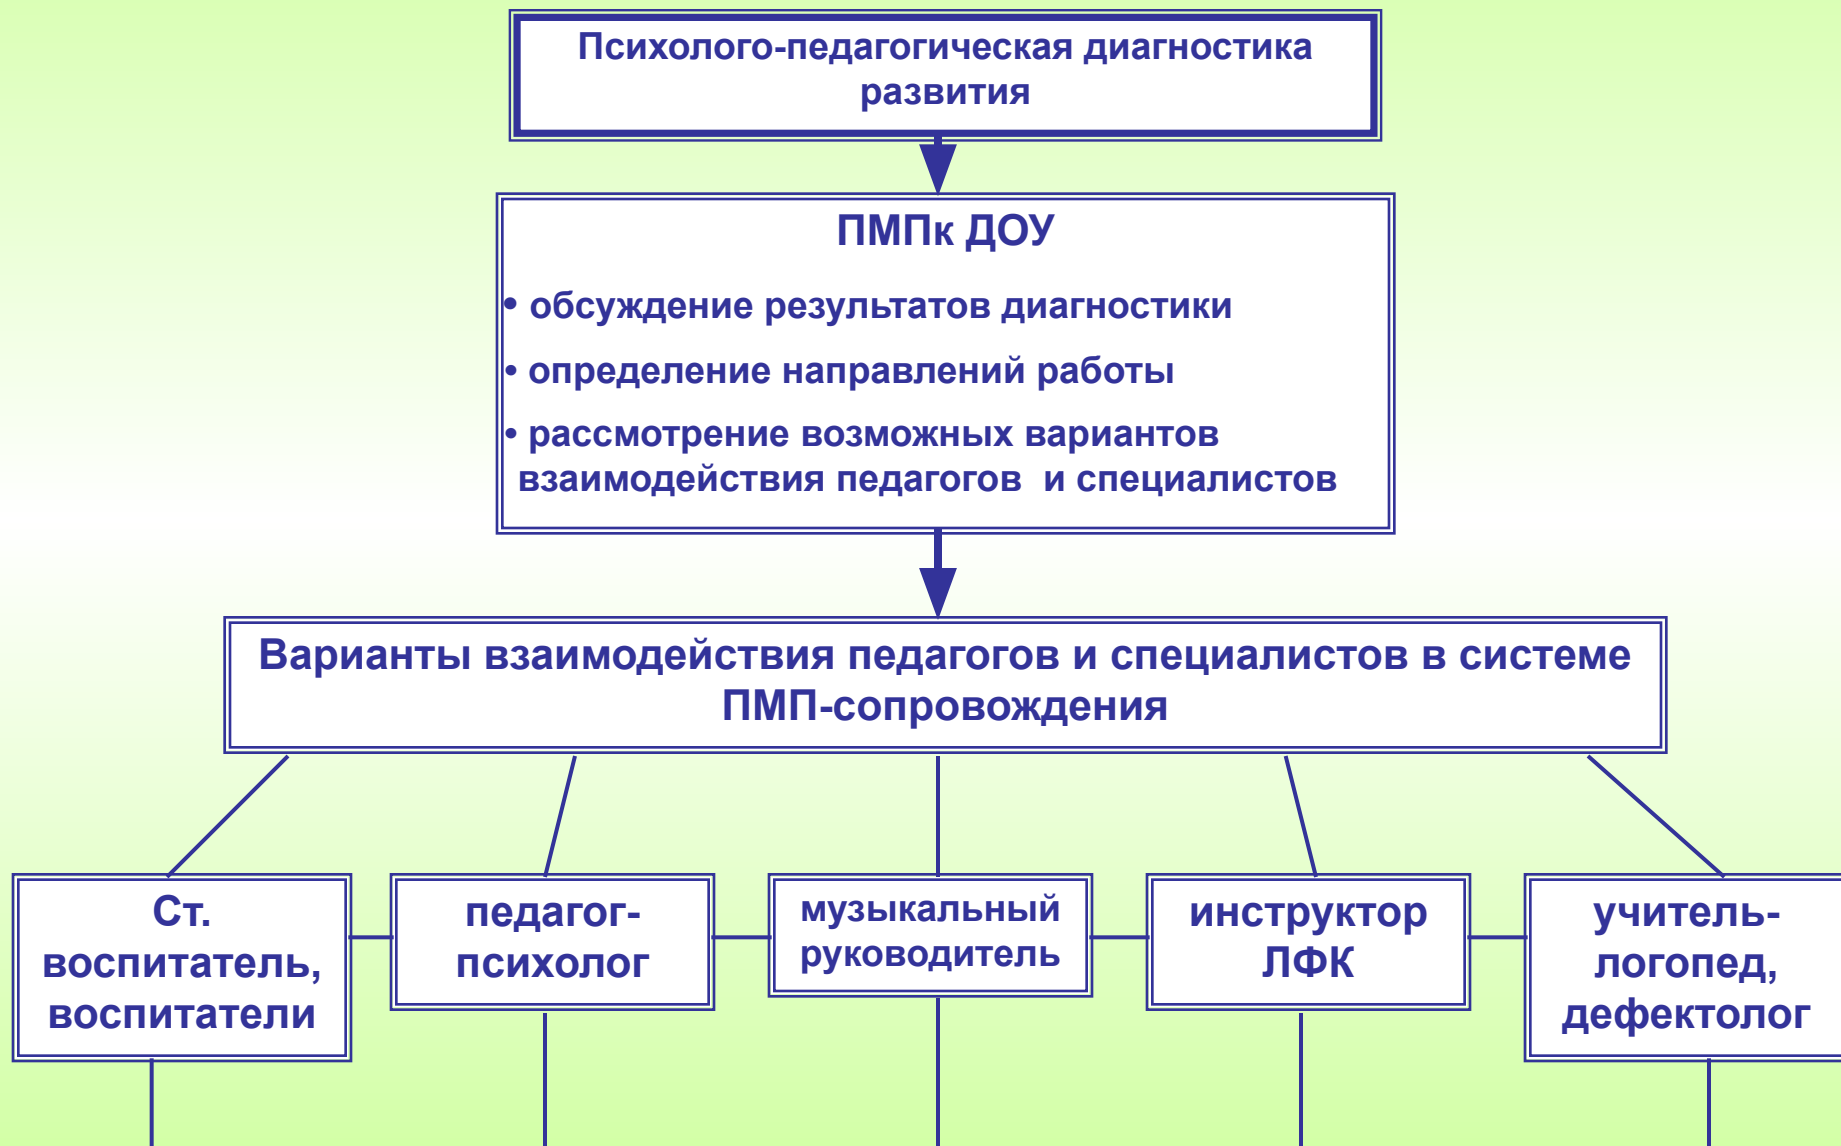 Психолого-педагогическая диагностика
развития
ПМПк ДОУ
• обсуждение результатов диагностики
• определение направлений работы
• рассмотрение возможных вариантов
взаимодействия педагогов и специалистов
Варианты взаимодействия педагогов и специалистов в системе
ПМП-сопровождения
Ст.
воспитатель,
воспитатели
педагог-
психолог
музыкальный
руководитель
инструктор
ЛФК
учитель-
логопед,
дефектолог